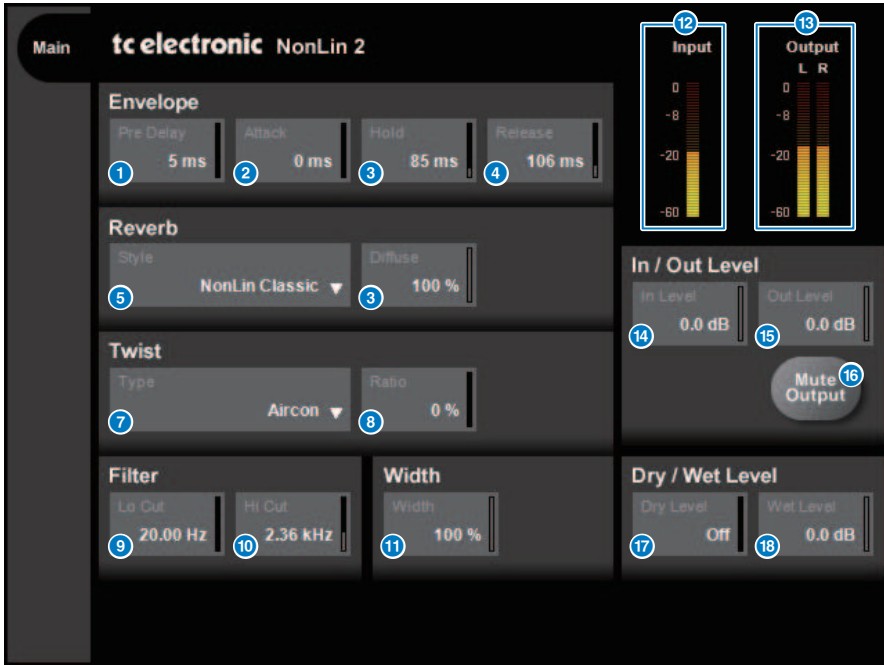 Main
tc electronic NonLin 2
Envelope
Pre Delay Attack Hold Release
5 ms 0 ms 85 ms 106 ms
1 2 3 4
Reverb
Style Diffuse
NonLin Classic 100 %
5 3
Twist
Type Ratio
Aircon 0 %
7 8
Filter
Lo Cut Hi Cut
20.00 Hz 2.36 kHz
9 10
Width
Width
100 %
11
12 13
Input Output
L R
0 0
-8 -8
-20 -20
-60 -60
In / Out Level
In Level Out Level
0.0 dB 0.0 dB
14 15
Mute 16
Output
Dry / Wet Level
Dry Level Wet Level
Off 0.0 dB
17 18